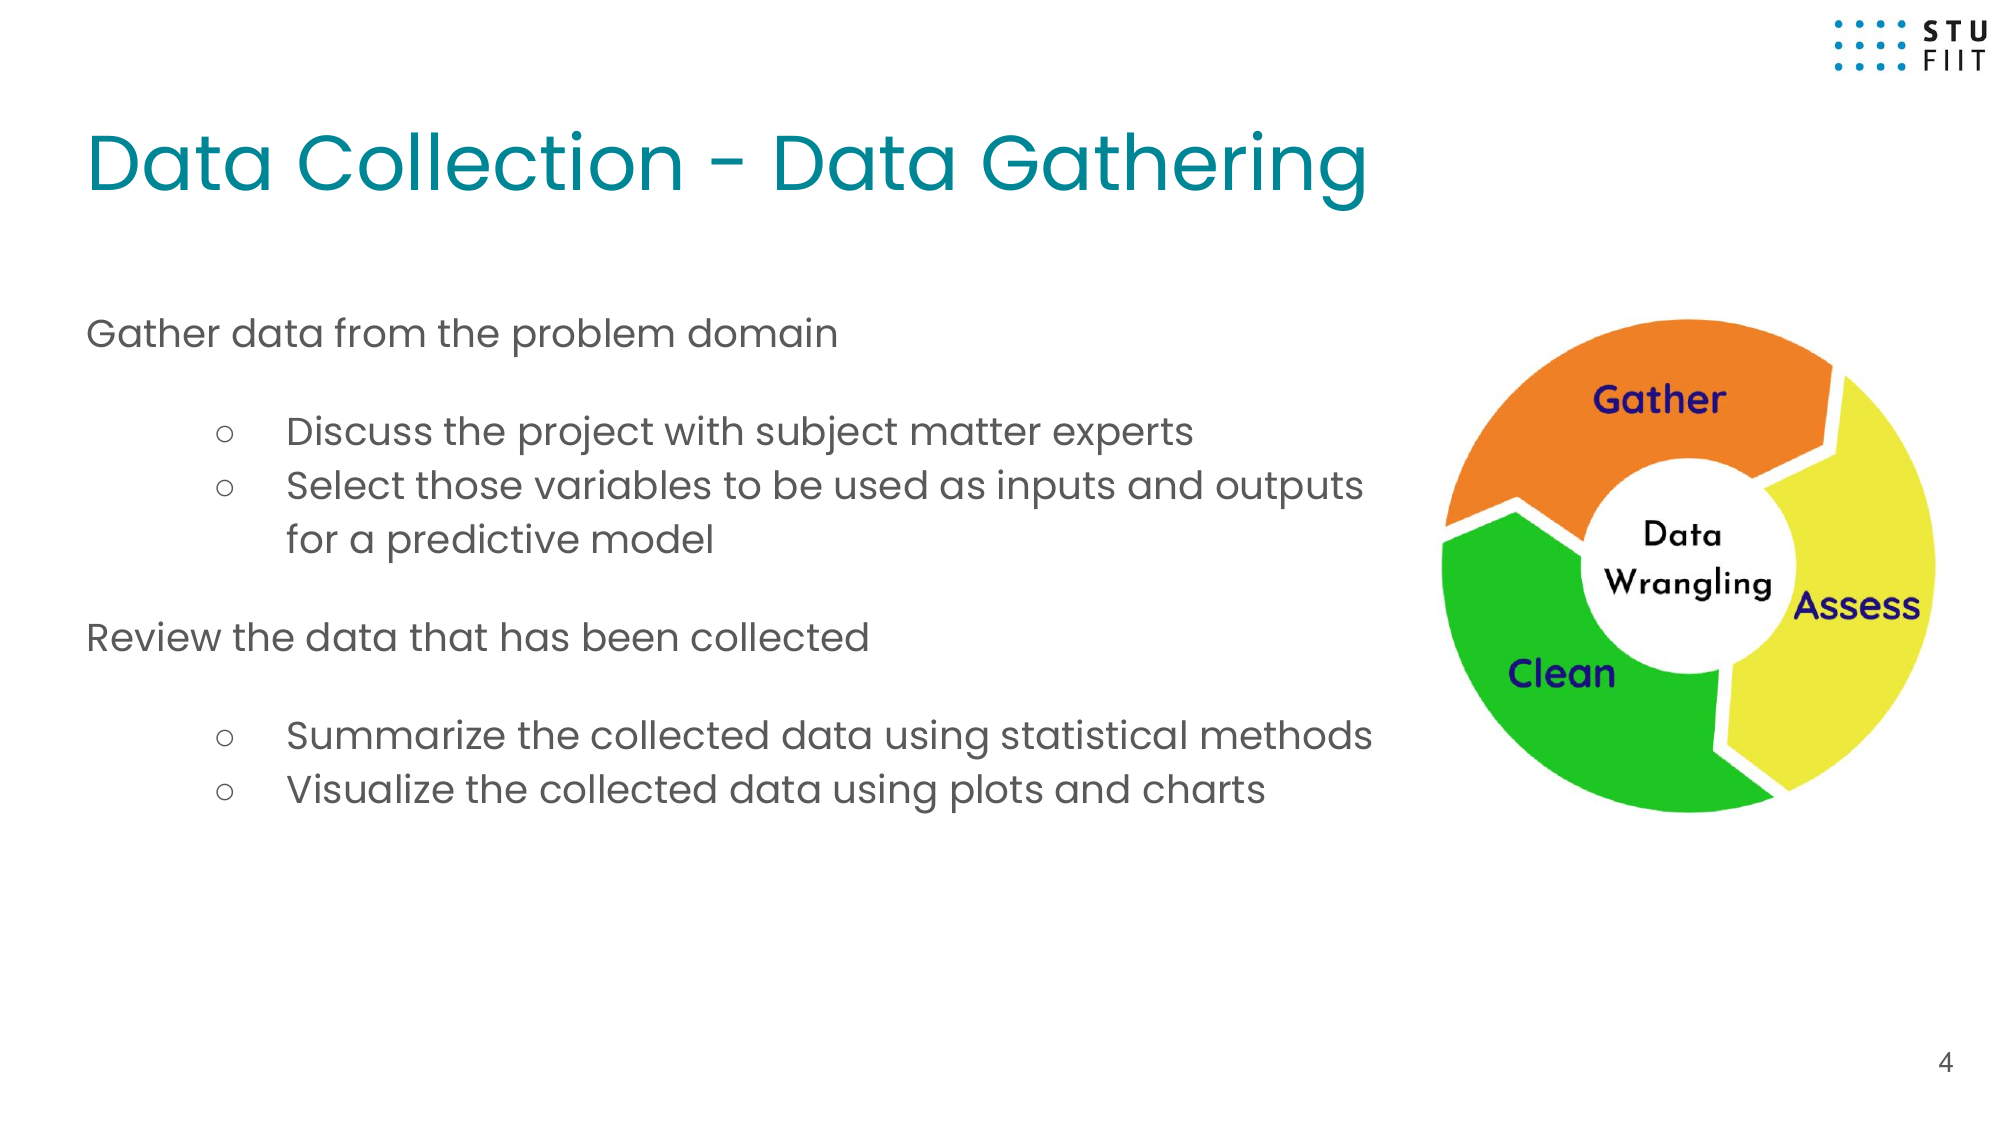 STU
FIIT
Data Collection - Data Gathering
Gather data from the problem domain
○ Discuss the project with subject matter experts
○ Select those variables to be used as inputs and outputs
for a predictive model
Review the data that has been collected
○ Summarize the collected data using statistical methods
○ Visualize the collected data using plots and charts
Gather
Data
Wrangling
Assess
Clean
4